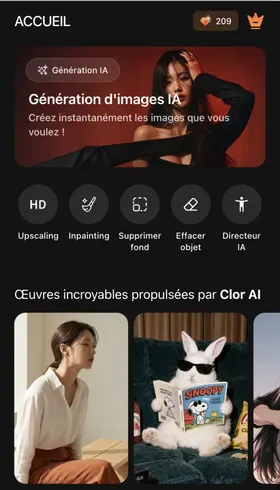 ACCUEIL
209
Génération IA
Génération d'images IA
Créez instantanément les images que vous
voulez !
HD
Upscaling
Inpainting
Supprimer
fond
Effacer
objet
Directeur
IA
Œuvres incroyables propulsées par Clor AI
SNOOPY